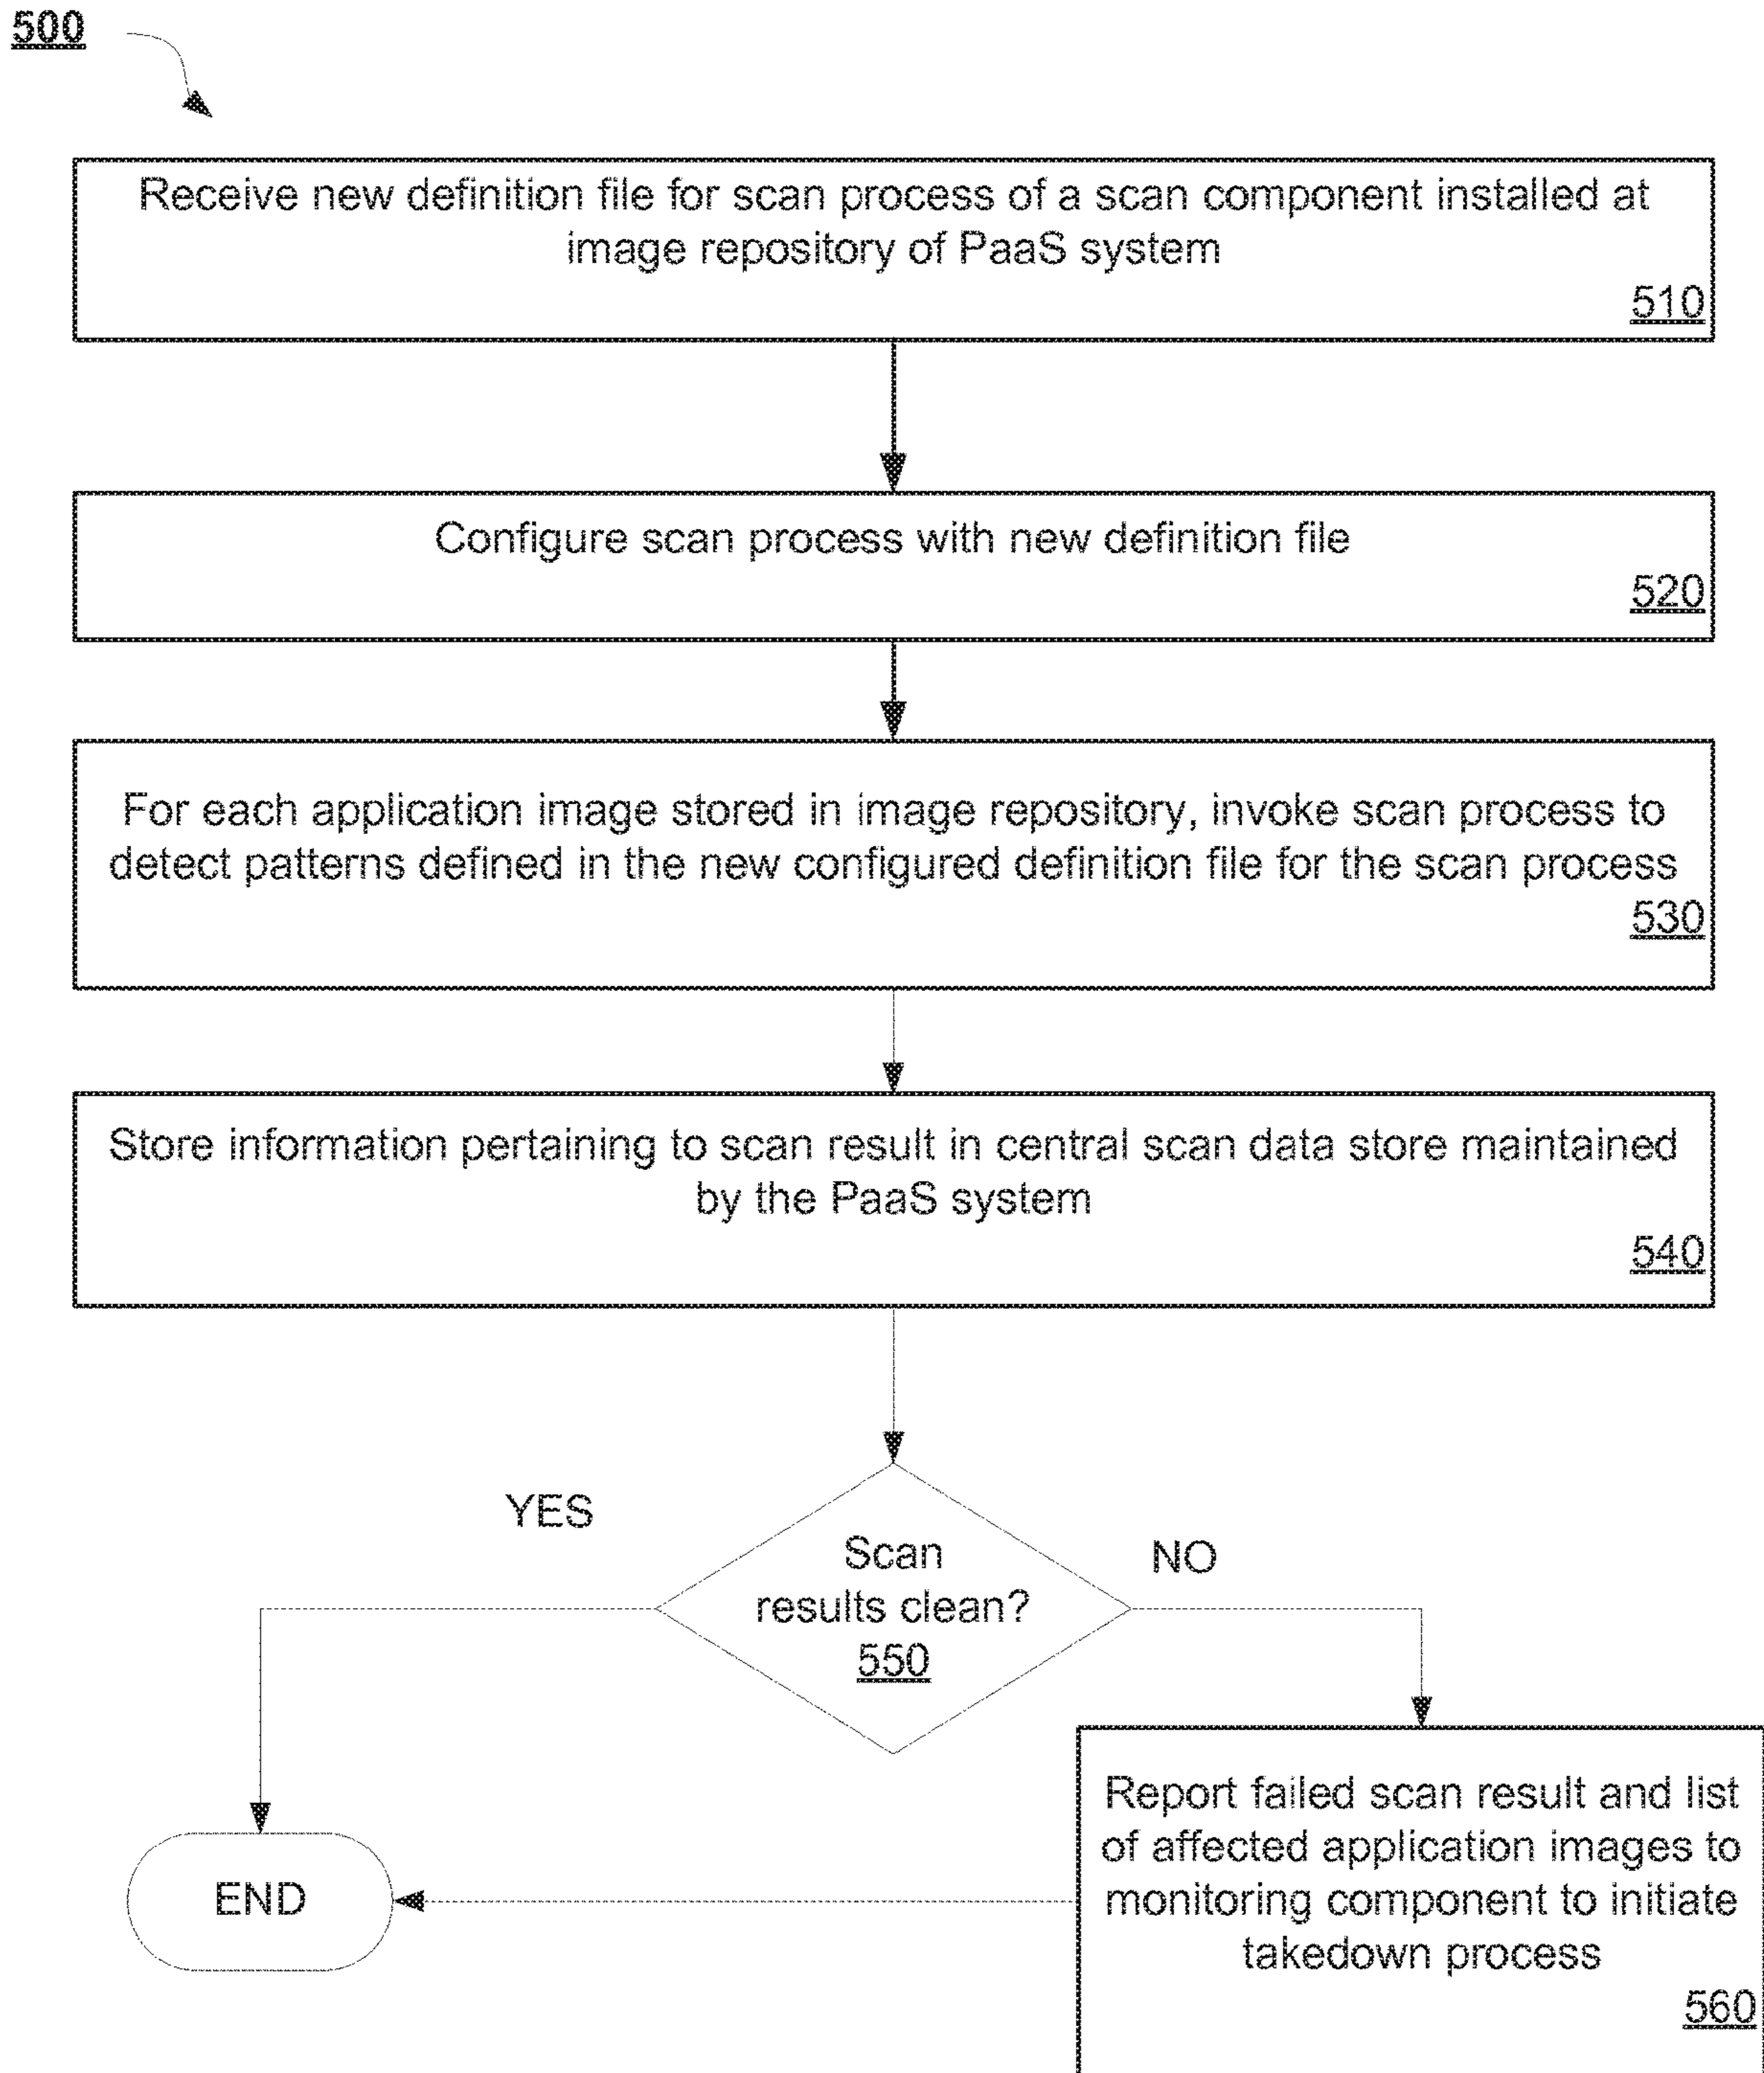 500
Receive new definition file for scan process of a scan component installed at
image repository of PaaS system
510
Configure scan process with new definition file
520
For each application image stored in image repository, invoke scan process to
detect patterns defined in the new configured definition file for the scan process
530
Store information pertaining to scan result in central scan data store maintained
by the PaaS system
540
YES
Scan
results clean?
550
NO
Report failed scan result and list
of affected application images to
monitoring component to initiate
takedown process
560
END